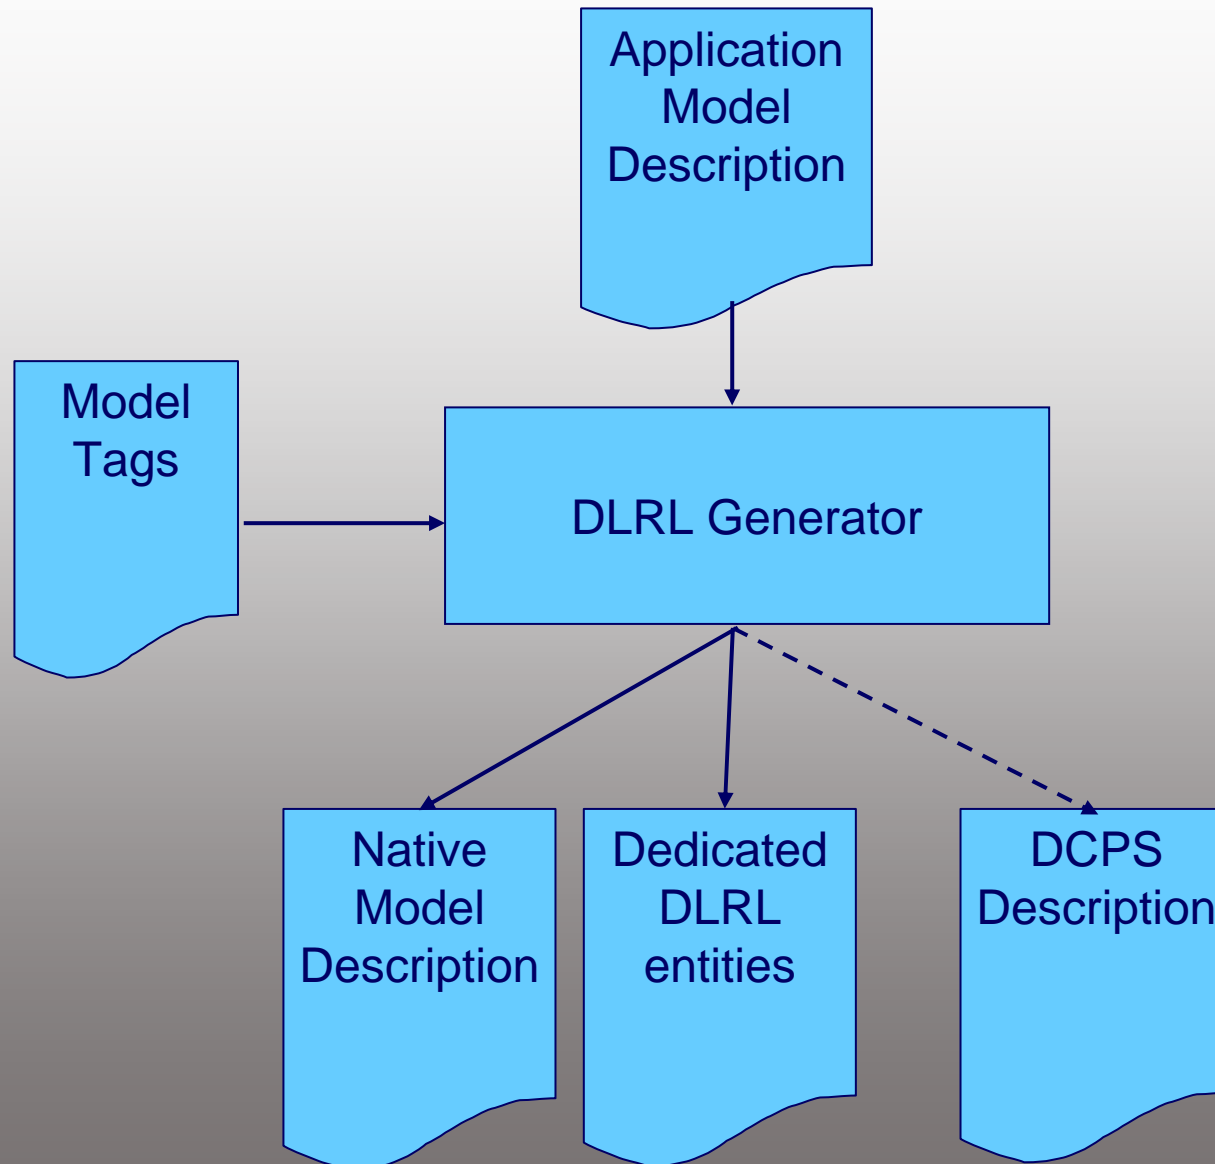 Application
Model
Description
Model
Tags
DLRL Generator
Native
Model
Description
Dedicated
DLRL
entities
DCPS
Description